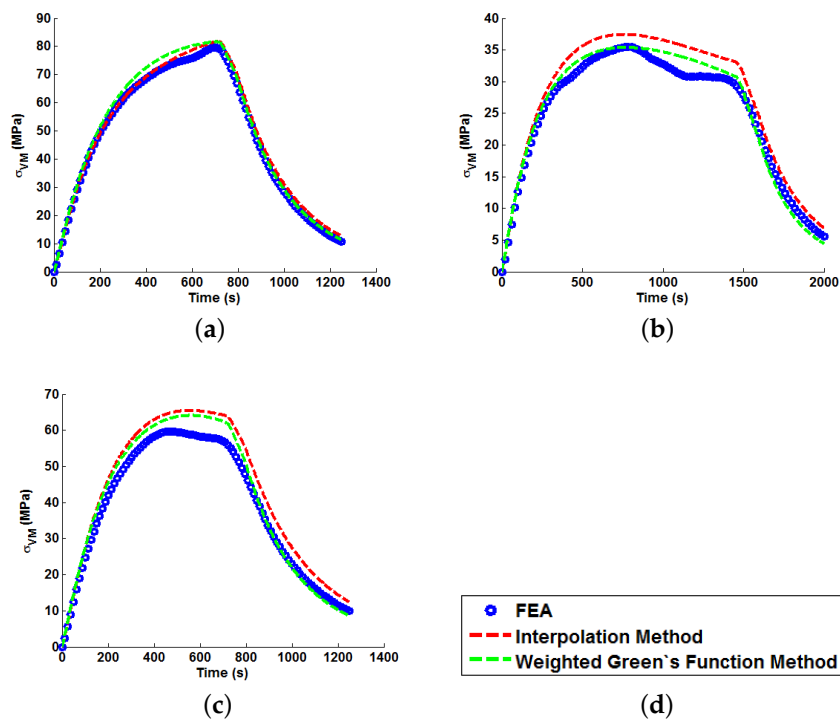 90
80
70
60
50
40
30
20
10
0
σVM (MPa)
0 200 400 600 800 1000 1200 1400
Time (s)
(a)
40
35
30
25
20
15
10
5
0
σVM (MPa)
0 500 1000 1500 2000
Time (s)
(b)
70
60
50
40
30
20
10
0
σVM (MPa)
0 200 400 600 800 1000 1200 1400
Time (s)
(c)
FEA
Interpolation Method
Weighted Green`s Function Method
(d)